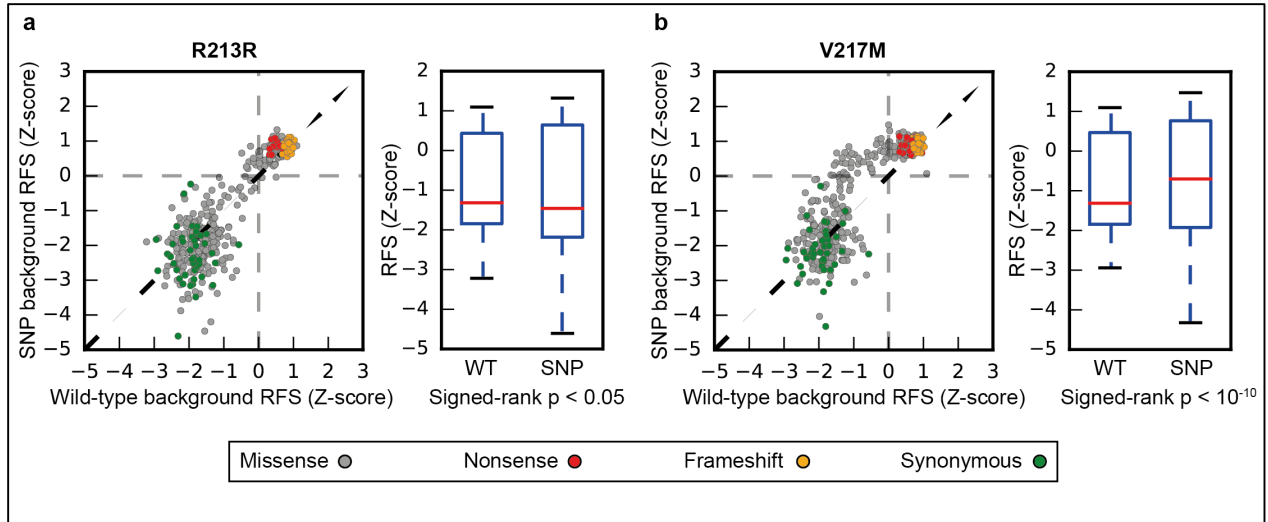 a
R213R
SNP background RFS (Z-score)
3
2
1
0
−1
−2
−3
−4
−5
−5 −4 −3 −2 −1 0 1 2 3
Wild-type background RFS (Z-score)
RFS (Z-score)
2
1
0
−1
−2
−3
−4
−5
WT SNP
Signed-rank p < 0.05
b
V217M
SNP background RFS (Z-score)
3
2
1
0
−1
−2
−3
−4
−5
−5 −4 −3 −2 −1 0 1 2 3
Wild-type background RFS (Z-score)
RFS (Z-score)
2
1
0
−1
−2
−3
−4
−5
WT SNP
Signed-rank p < 10⁻¹⁰
Missense Nonsense Frameshift Synonymous